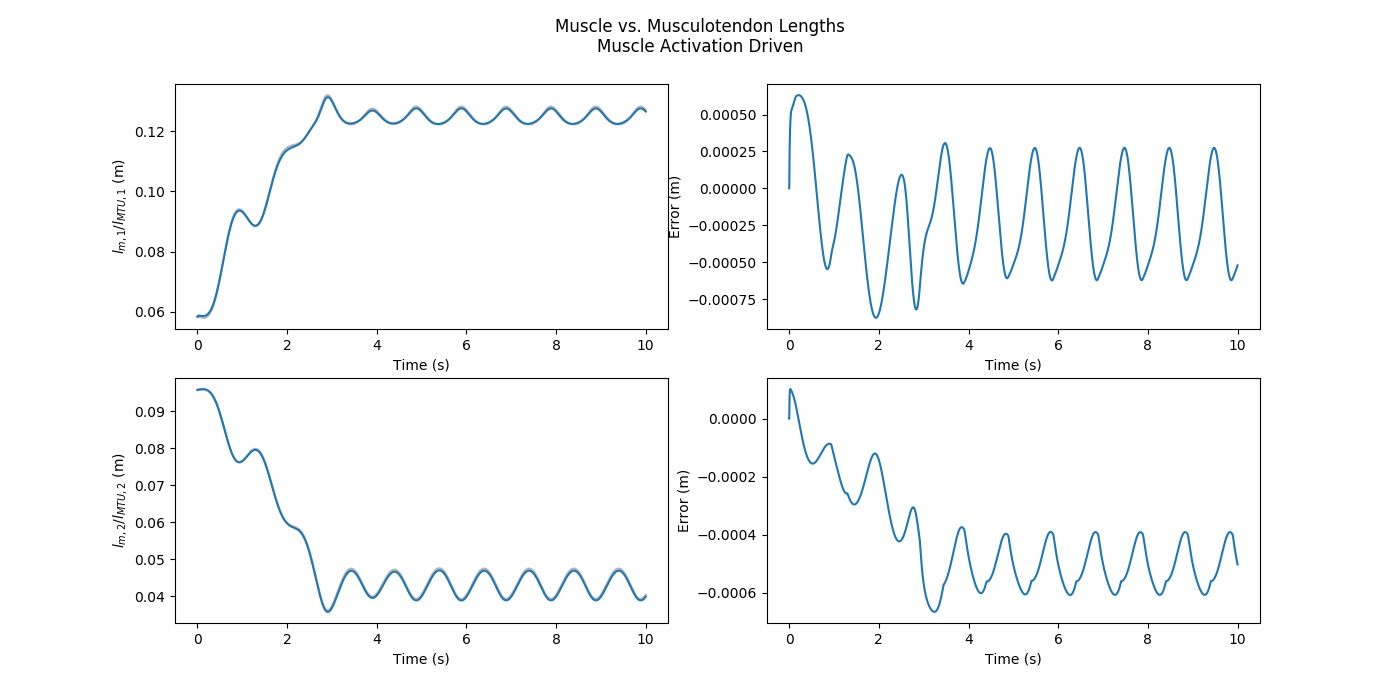 Muscle vs. Musculotendon Lengths
Muscle Activation Driven
l_{m,1}/l_{MTU,1} (m)
0.12
0.10
0.08
0.06
0 2 4 6 8 10
Time (s)
Error (m)
0.00050
0.00025
0.00000
−0.00025
−0.00050
−0.00075
0 2 4 6 8 10
Time (s)
l_{m,2}/l_{MTU,2} (m)
0.09
0.08
0.07
0.06
0.05
0.04
0 2 4 6 8 10
Time (s)
Error (m)
0.0000
−0.0002
−0.0004
−0.0006
0 2 4 6 8 10
Time (s)